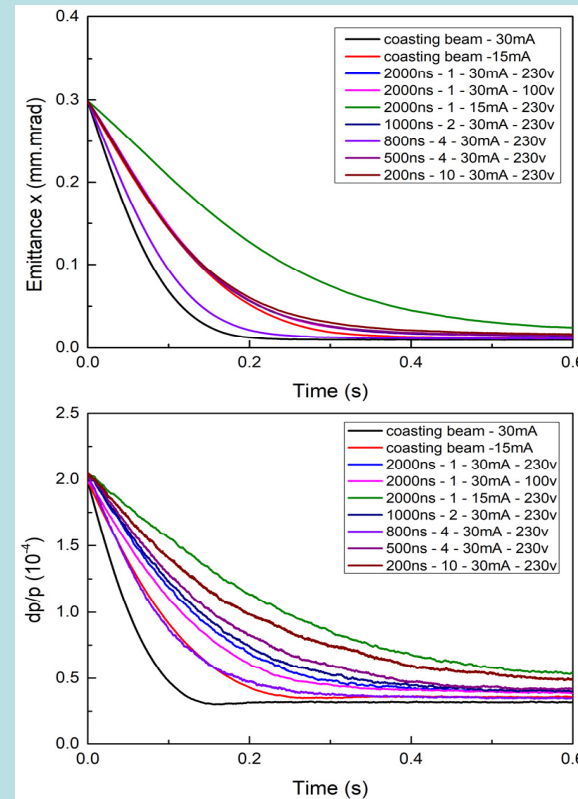 0.4
0.3
0.2
0.1
0.0
Emittance x (mm.mrad)
coasting beam - 30mA
coasting beam -15mA
2000ns - 1 - 30mA - 230v
2000ns - 1 - 30mA - 100v
2000ns - 1 - 15mA - 230v
1000ns - 2 - 30mA - 230v
800ns - 4 - 30mA - 230v
500ns - 4 - 30mA - 230v
200ns - 10 - 30mA - 230v
0.0 0.2 0.4 0.6
Time (s)
2.5
2.0
1.5
1.0
0.5
0.0
dp/p (10⁻⁴)
coasting beam - 30mA
coasting beam -15mA
2000ns - 1 - 30mA - 230v
2000ns - 1 - 30mA - 100v
2000ns - 1 - 15mA - 230v
1000ns - 2 - 30mA - 230v
800ns - 4 - 30mA - 230v
500ns - 4 - 30mA - 230v
200ns - 10 - 30mA - 230v
0.0 0.2 0.4 0.6
Time (s)